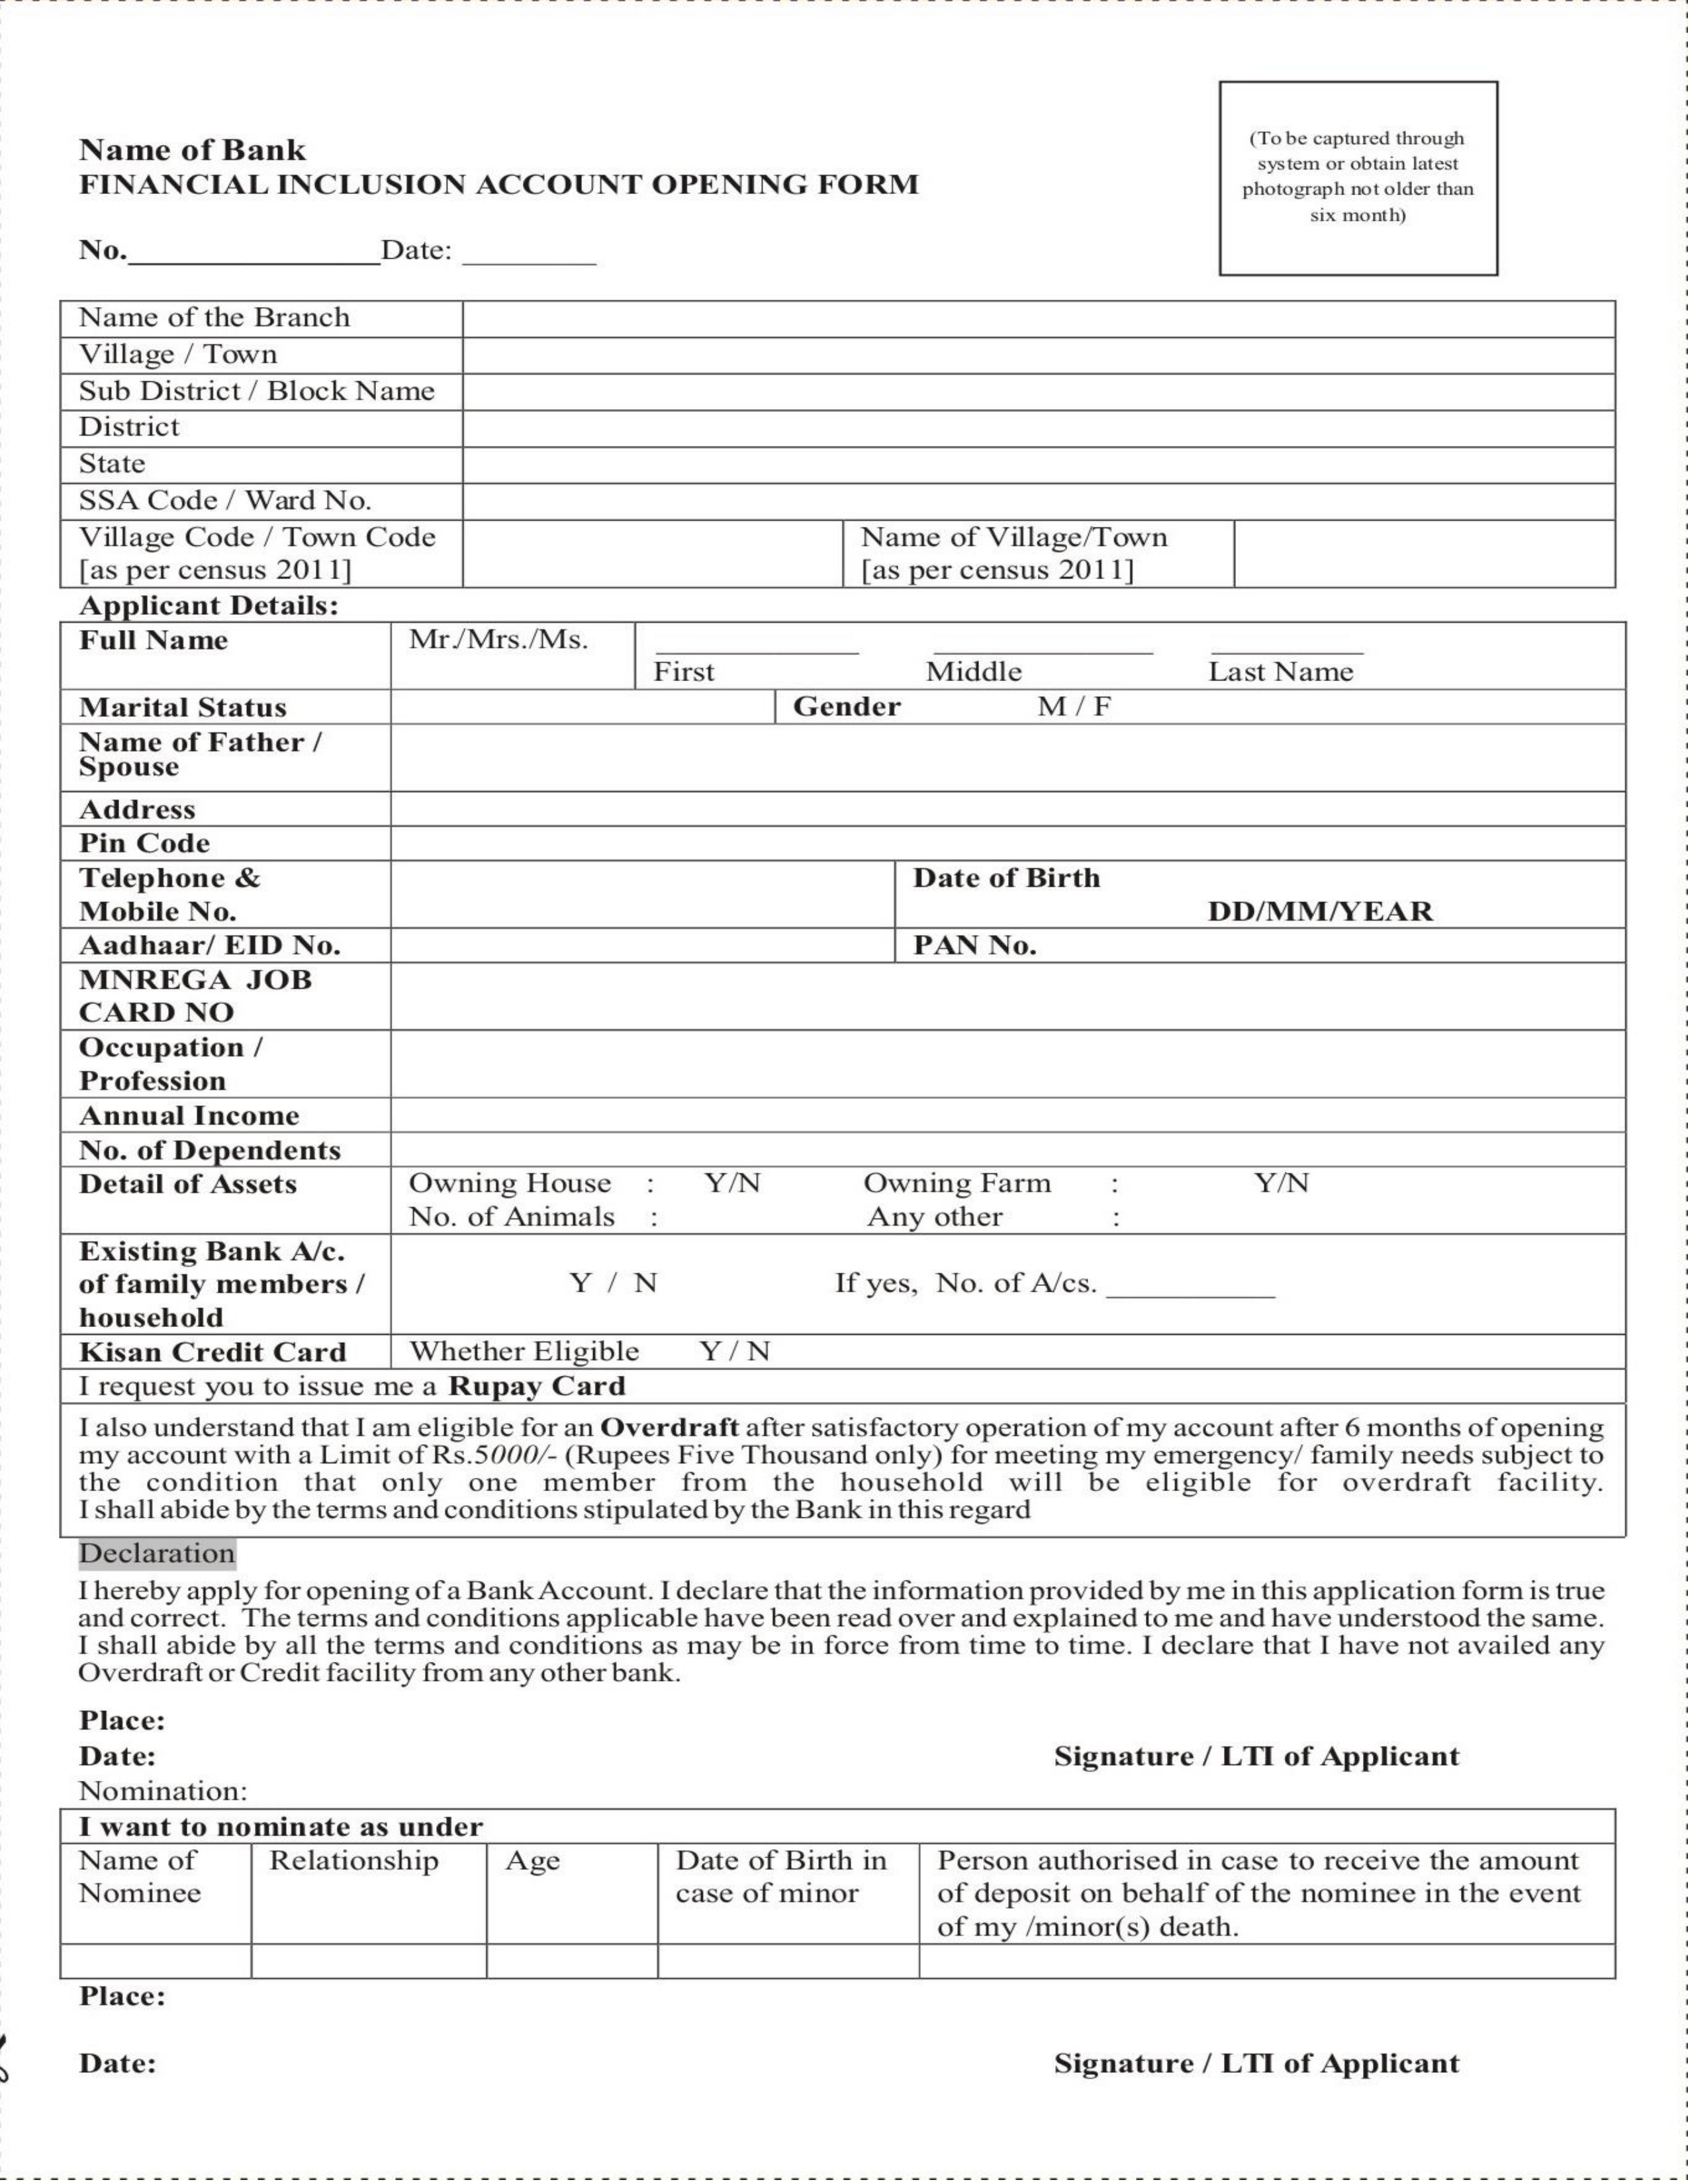 (To be captured through
system or obtain latest
photograph not older than
six month)
Name of Bank
FINANCIAL INCLUSION ACCOUNT OPENING FORM
No.________________Date: _________
Name of the Branch
Village / Town
Sub District / Block Name
District
State
SSA Code / Ward No.
Village Code / Town Code
[as per census 2011]
Name of Village/Town
[as per census 2011]
Applicant Details:
Full Name Mr./Mrs./Ms. ______________ _______________ __________
First Middle Last Name
Marital Status Gender M / F
Name of Father /
Spouse
Address
Pin Code
Telephone &
Mobile No.
Date of Birth
DD/MM/YEAR
Aadhaar/ EID No. PAN No.
MNREGA JOB
CARD NO
Occupation /
Profession
Annual Income
No. of Dependents
Detail of Assets Owning House : Y/N Owning Farm : Y/N
No. of Animals : Any other :
Existing Bank A/c.
of family members /
household
Y / N If yes, No. of A/cs. ___________
Kisan Credit Card Whether Eligible Y / N
I request you to issue me a Rupay Card
I also understand that I am eligible for an Overdraft after satisfactory operation of my account after 6 months of opening
my account with a Limit of Rs.5000/- (Rupees Five Thousand only) for meeting my emergency/ family needs subject to
the condition that only one member from the household will be eligible for overdraft facility.
I shall abide by the terms and conditions stipulated by the Bank in this regard
Declaration
I hereby apply for opening of a Bank Account. I declare that the information provided by me in this application form is true
and correct. The terms and conditions applicable have been read over and explained to me and have understood the same.
I shall abide by all the terms and conditions as may be in force from time to time. I declare that I have not availed any
Overdraft or Credit facility from any other bank.
Place:
Date: Signature / LTI of Applicant
Nomination:
I want to nominate as under
Name of
Nominee
Relationship
Age
Date of Birth in
case of minor
Person authorised in case to receive the amount
of deposit on behalf of the nominee in the event
of my /minor(s) death.
Place:
Date: Signature / LTI of Applicant